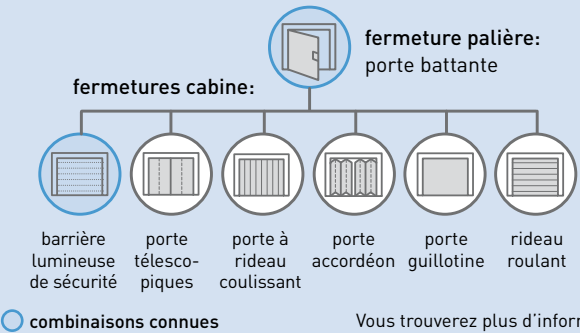 fermeture palière:
porte battante
fermetures cabine:
barrière
lumineuse
de sécurité
porte
télesco-
piques
porte à
rideau
coulissant
porte
accordéon
porte
guillotine
rideau
roulant
combinaisons connues
Vous trouverez plus d'inform